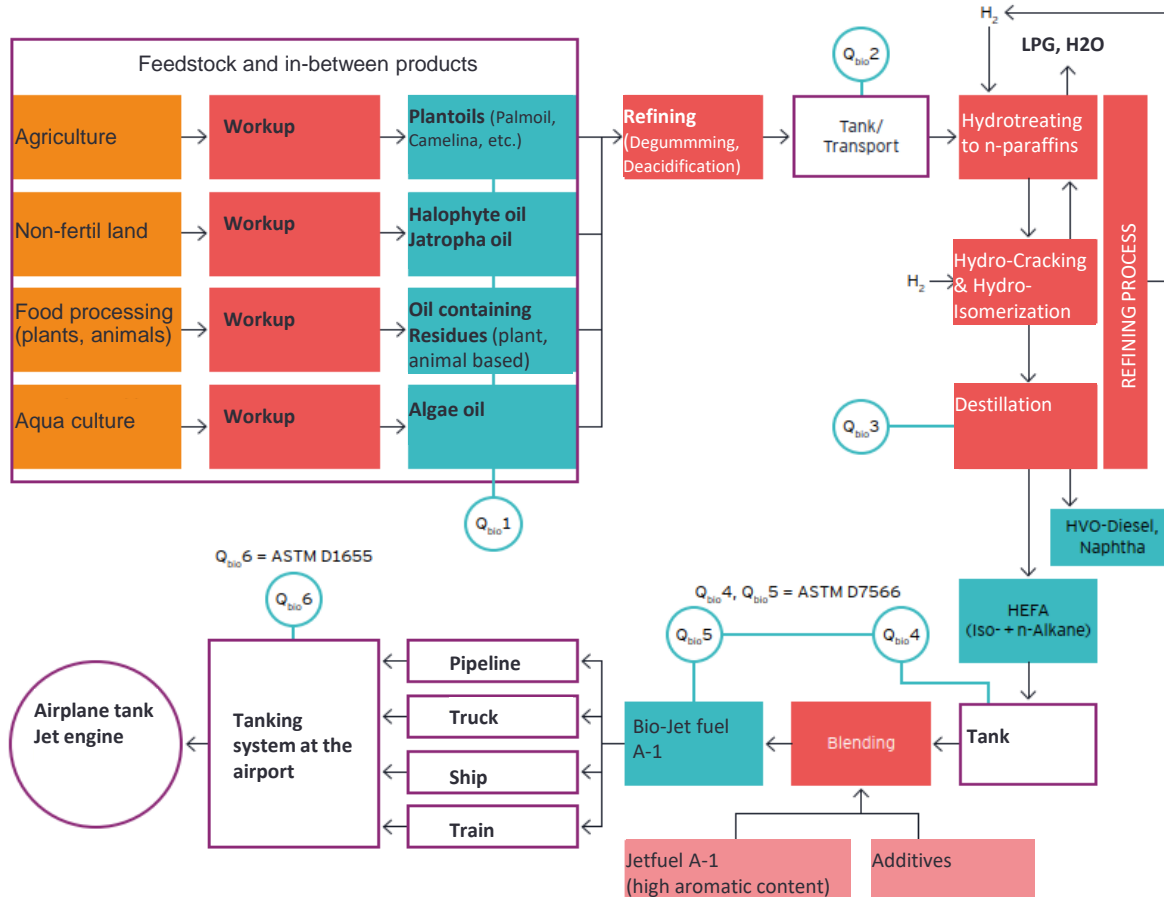 Feedstock and in-between products
Agriculture
Workup
Plantoils (Palmoil,
Camelina, etc.)
Non-fertil land
Workup
Halophyte oil
Jatropha oil
Food processing
(plants, animals)
Workup
Oil containing
Residues (plant,
animal based)
Aqua culture
Workup
Algae oil
Qbio1
Refining
(Degummming,
Deacidification)
Qbio2
Tank/
Transport
H2
LPG, H2O
Hydrotreating
to n-paraffins
H2
Hydro-Cracking
& Hydro-
Isomerization
REFINING PROCESS
Qbio3
Destillation
HVO-Diesel,
Naphtha
HEFA
(Iso- + n-Alkane)
Qbio4, Qbio5 = ASTM D7566
Qbio5
Qbio4
Tank
Blending
Bio-Jet fuel
A-1
Jetfuel A-1
(high aromatic content)
Additives
Pipeline
Truck
Ship
Train
Qbio6 = ASTM D1655
Qbio6
Tanking
system at the
airport
Airplane tank
Jet engine